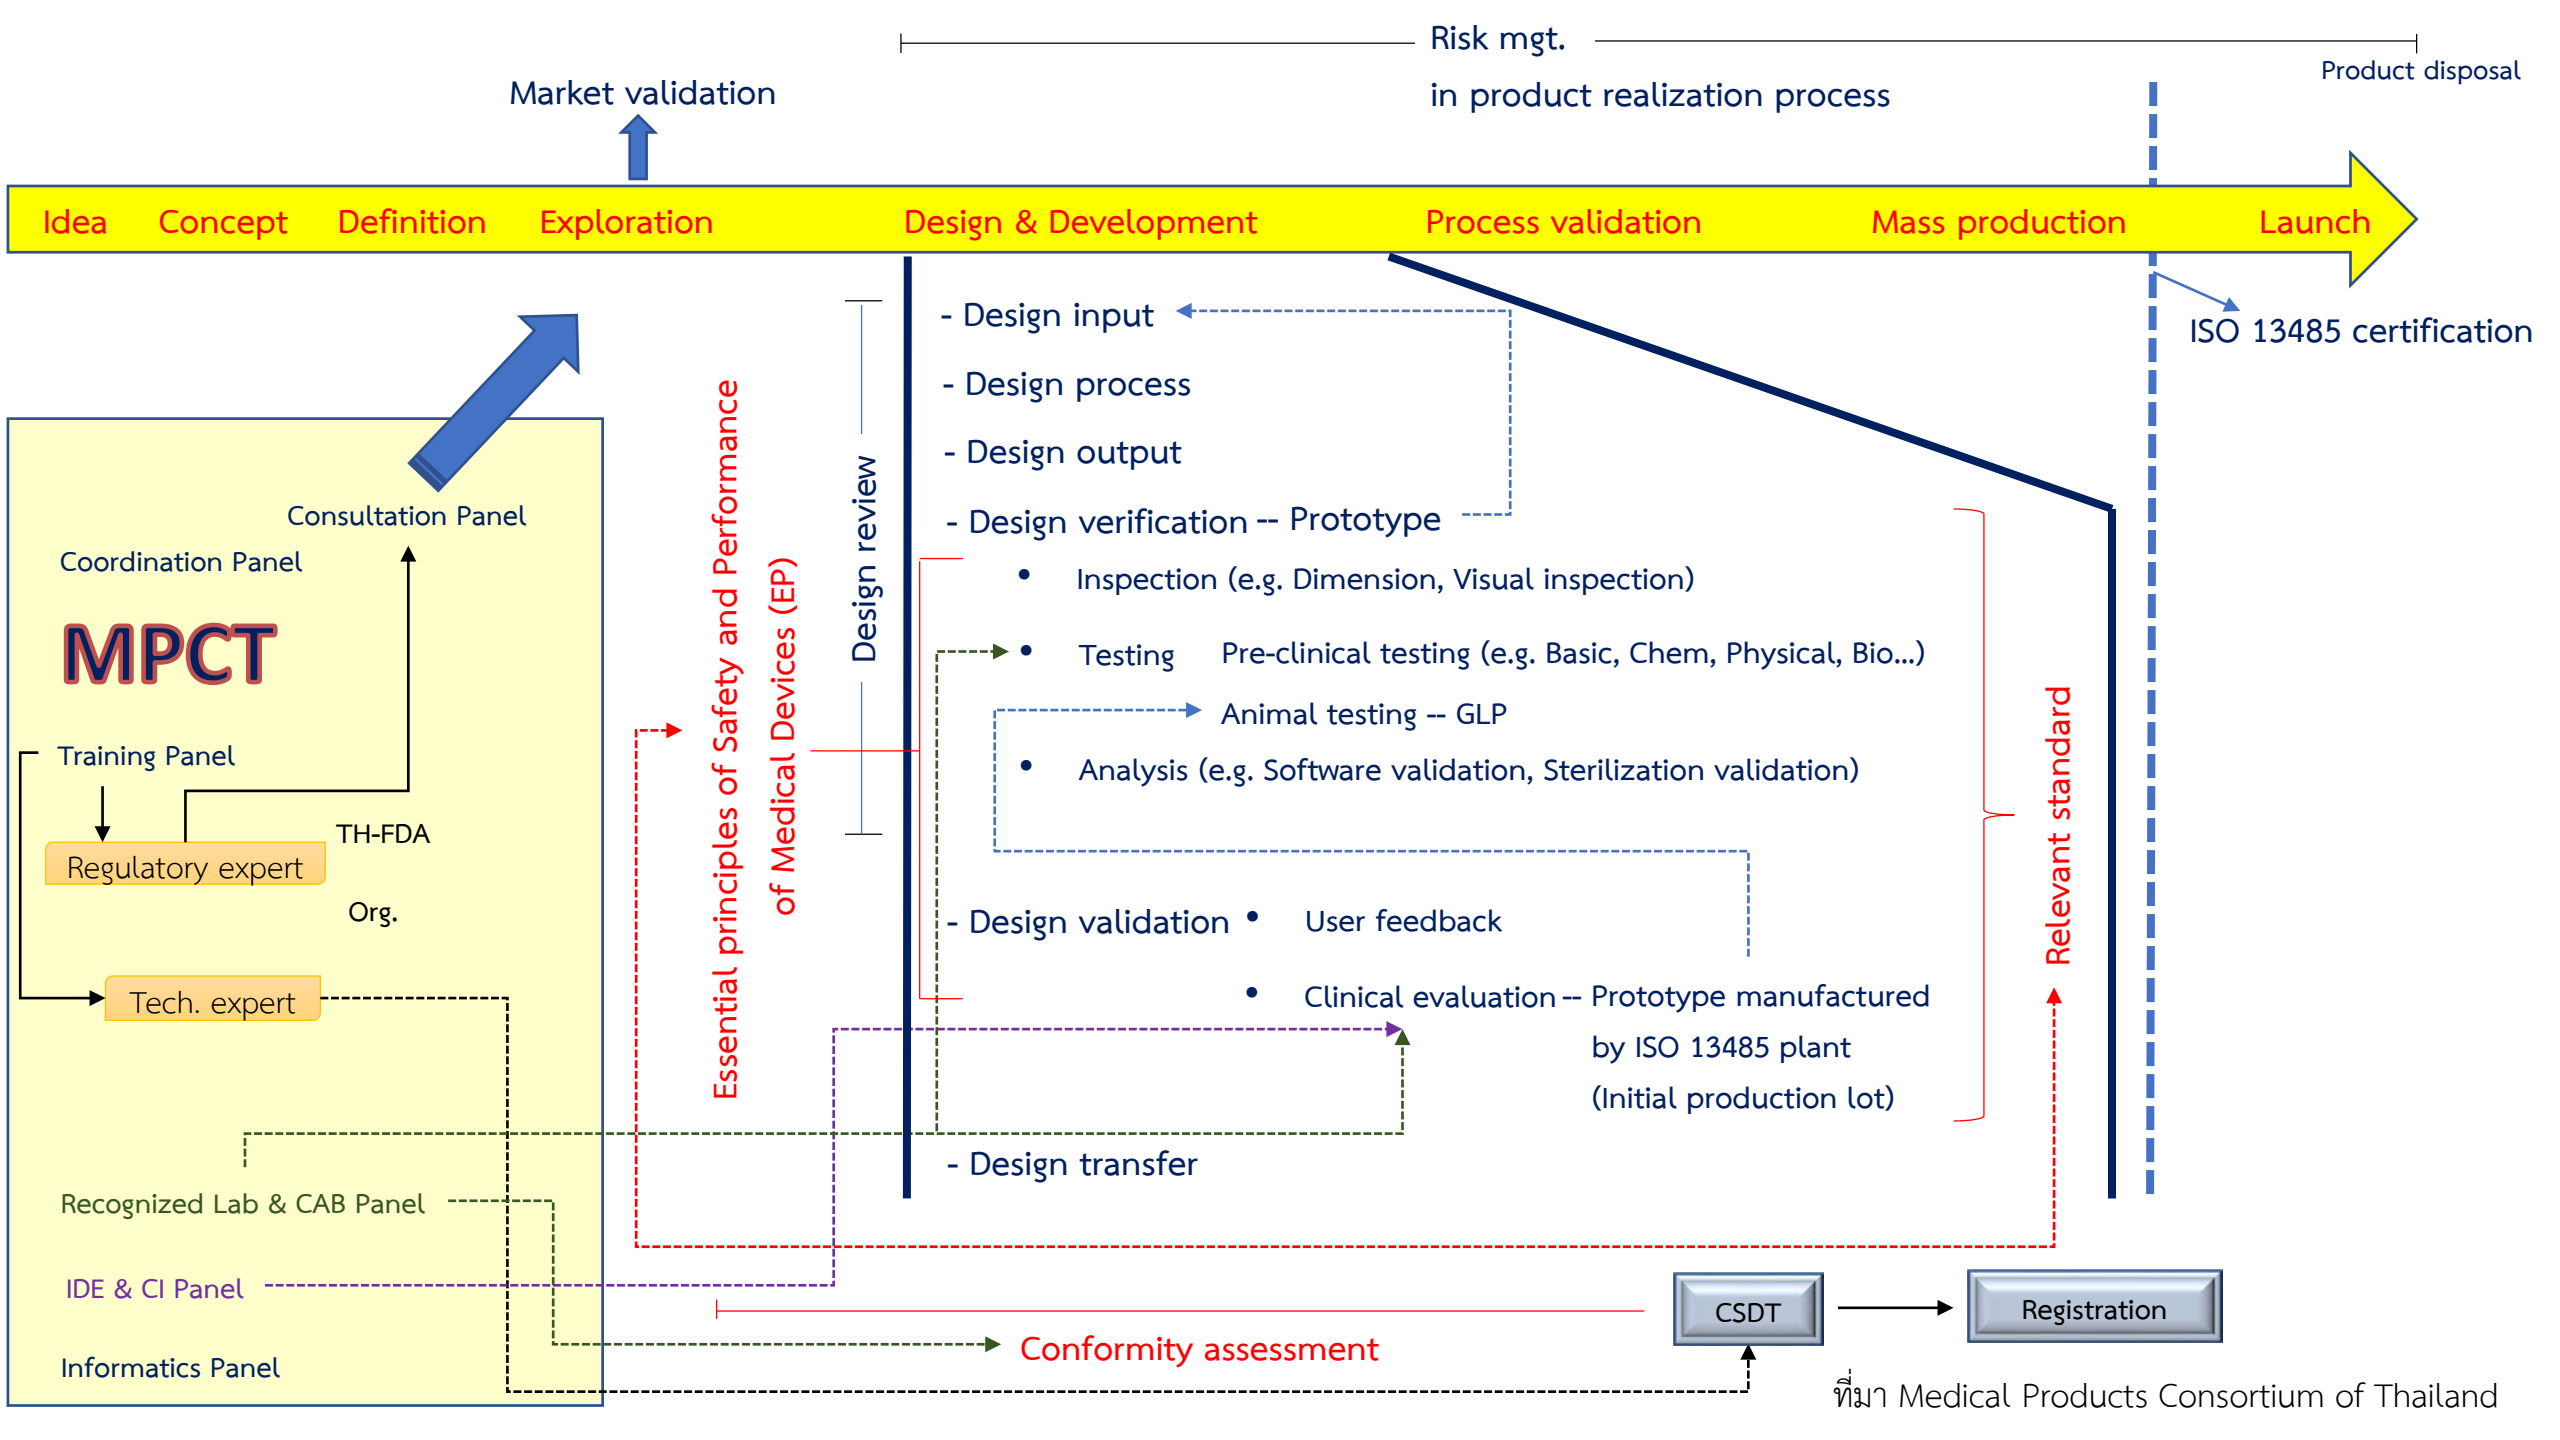 Risk mgt.
in product realization process
Product disposal
Market validation
Idea Concept Definition Exploration Design & Development Process validation Mass production Launch
ISO 13485 certification
Consultation Panel
Coordination Panel
MPCT
Training Panel
TH-FDA
Regulatory expert
Org.
Tech. expert
Recognized Lab & CAB Panel
IDE & CI Panel
Informatics Panel
Essential principles of Safety and Performance
of Medical Devices (EP)
Design review
- Design input
- Design process
- Design output
- Design verification -- Prototype
• Inspection (e.g. Dimension, Visual inspection)
• Testing Pre-clinical testing (e.g. Basic, Chem, Physical, Bio...)
Animal testing -- GLP
• Analysis (e.g. Software validation, Sterilization validation)
- Design validation • User feedback
• Clinical evaluation -- Prototype manufactured
by ISO 13485 plant
(Initial production lot)
- Design transfer
Relevant standard
CSDT
Registration
Conformity assessment
ที่มา Medical Products Consortium of Thailand